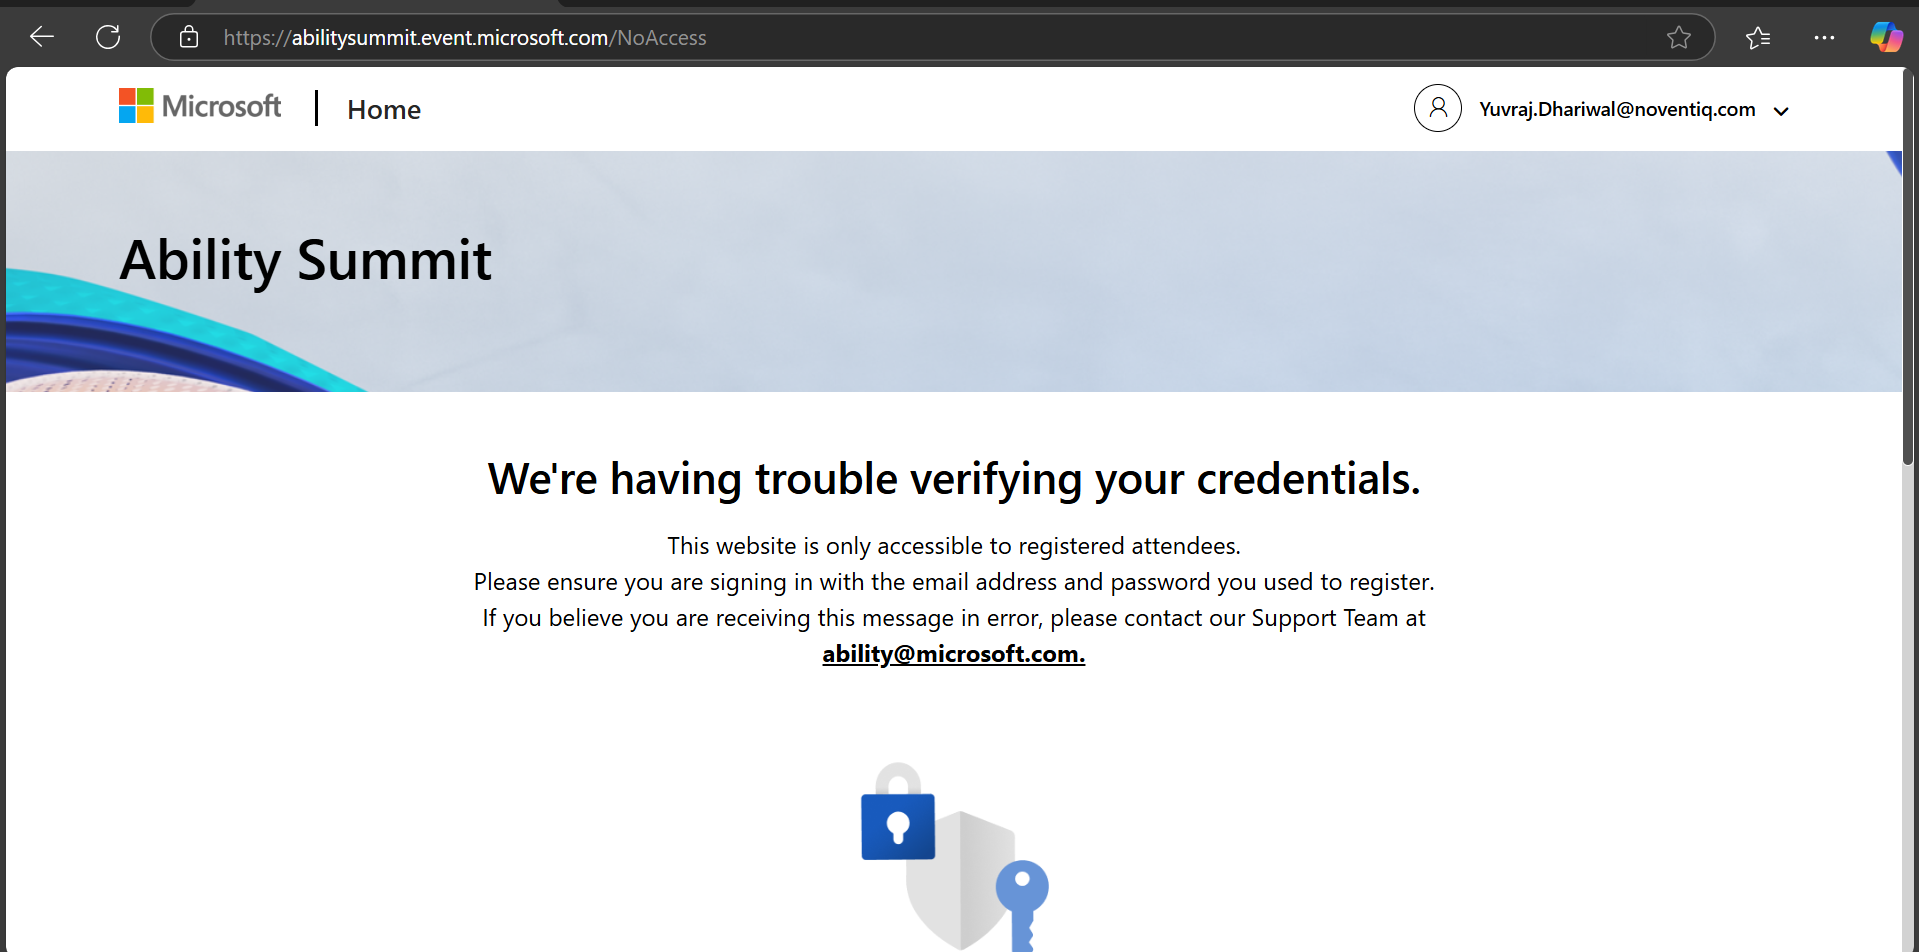 https://abilitysummit.event.microsoft.com/NoAccess
Microsoft
Home
Yuvraj.Dhariwal@noventiq.com
Ability Summit
We're having trouble verifying your credentials.
This website is only accessible to registered attendees.
Please ensure you are signing in with the email address and password you used to register.
If you believe you are receiving this message in error, please contact our Support Team at
ability@microsoft.com.